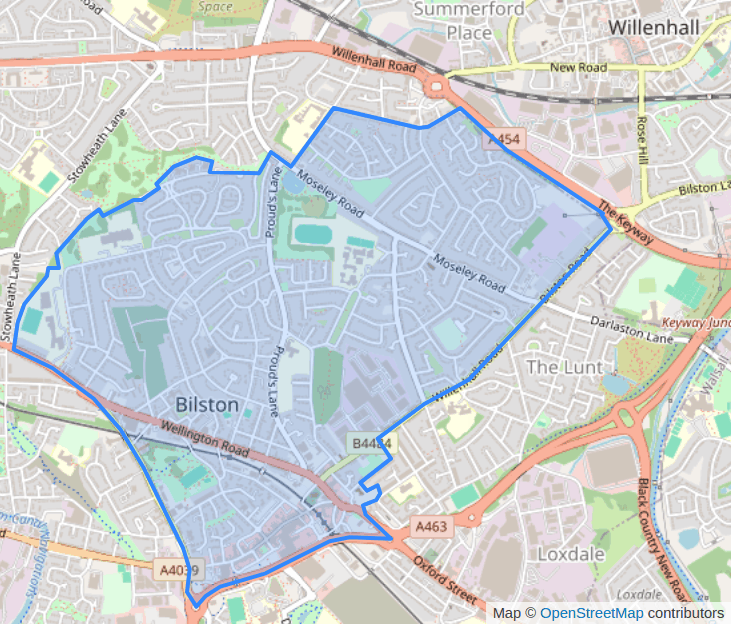 Space
Summerford
Place
Willenhall
Road
Willenhall Road
New Road
Stowheath Lane
A454
Rose Hill
Bilston La
Moseley Road
Proud's Lane
The Keyway
Stowheath Lane
Moseley Road
Bilston Road
Keyway Junc
Darlaston Lane
Walsall
Proud's Lane
The Lunt
Willenhall Road
Bilston
Wellington Road
B4484
A463
Black Country New Road
Loxdale
A4039
Oxford Street
Loxdale
Map © OpenStreetMap contributors